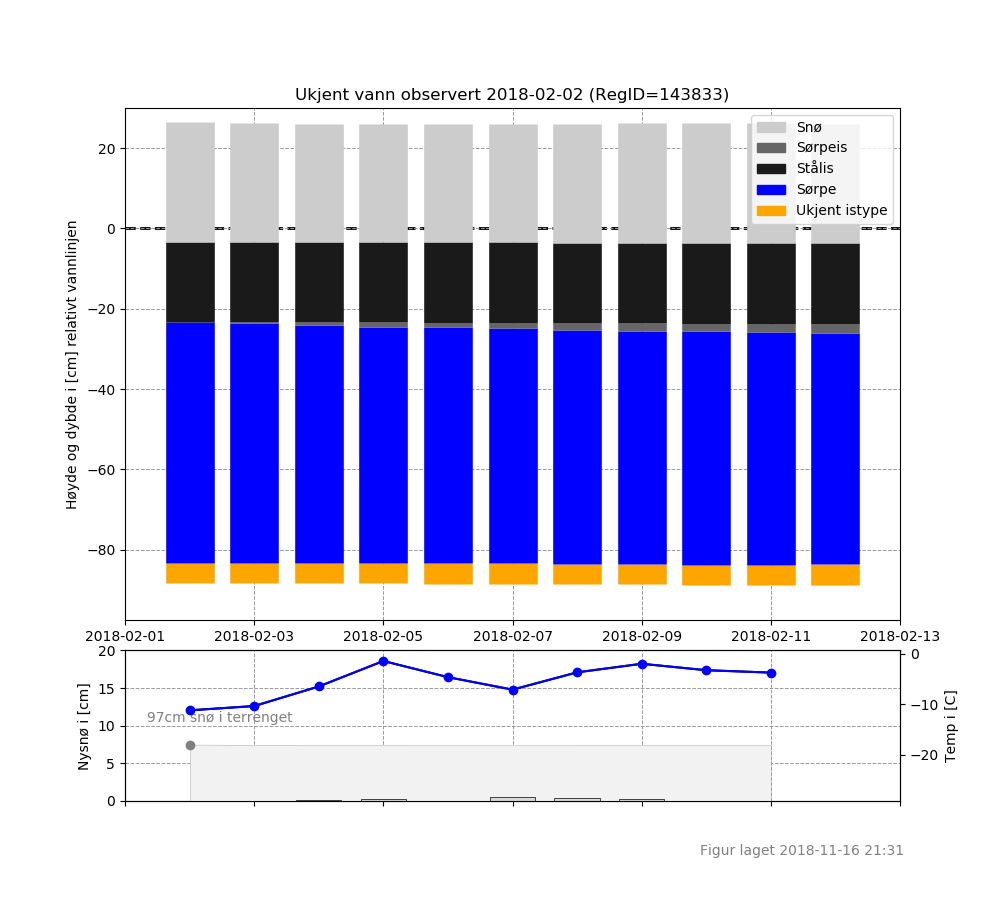 Ukjent vann observert 2018-02-02 (RegID=143833)
Snø
Sørpeis
Stålis
Sørpe
Ukjent istype
Høyde og dybde i [cm] relativt vannlinjen
20
0
−20
−40
−60
−80
2018-02-01
2018-02-03
2018-02-05
2018-02-07
2018-02-09
2018-02-11
2018-02-13
Nysnø i [cm]
20
15
10
5
0
97cm snø i terrenget
0
−10
−20
Temp i [C]
Figur laget 2018-11-16 21:31